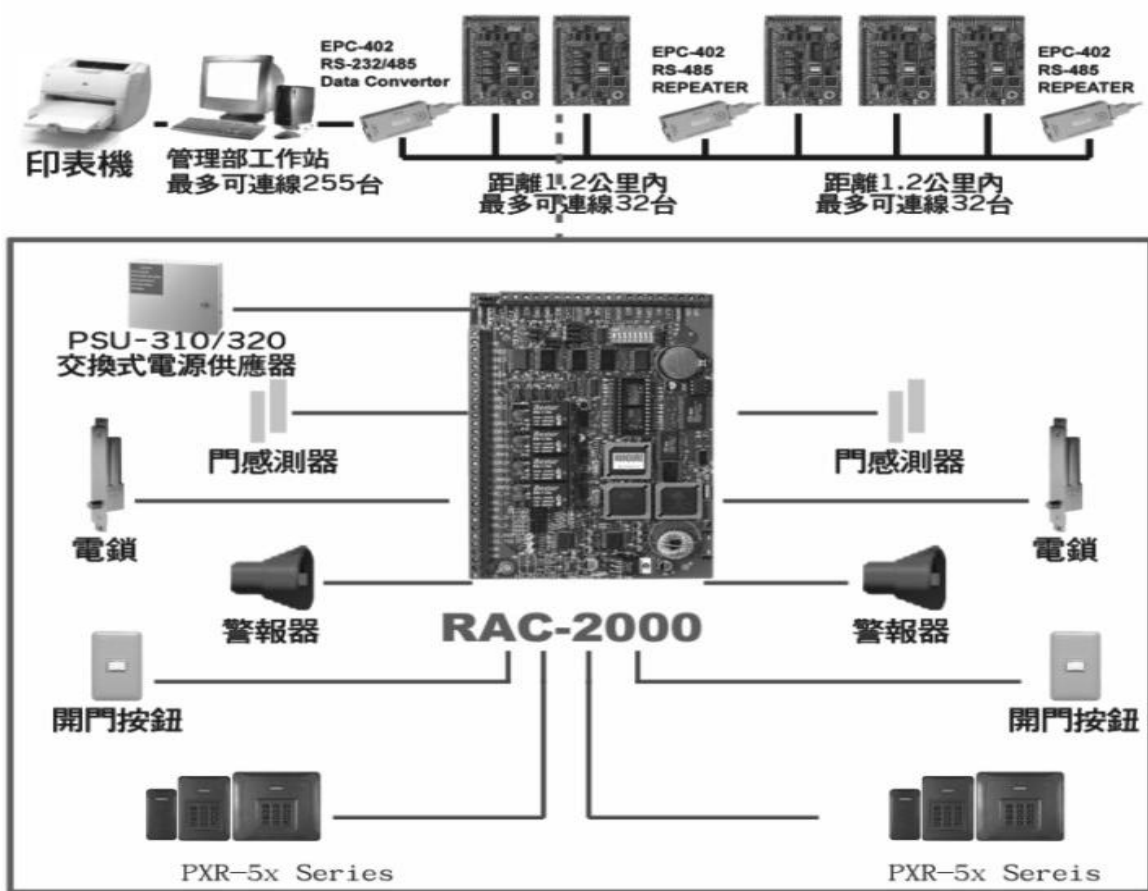 EPC-402
RS-232/485
Data Converter
EPC-402
RS-485
REPEATER
EPC-402
RS-485
REPEATER
印表機
管理部工作站
最多可連線255台
距離1.2公里內
最多可連線32台
距離1.2公里內
最多可連線32台
PSU-310/320
交換式電源供應器
門感測器
門感測器
電鎖
電鎖
警報器
RAC-2000
警報器
開門按鈕
開門按鈕
PXR-5x Series
PXR-5x Sereis